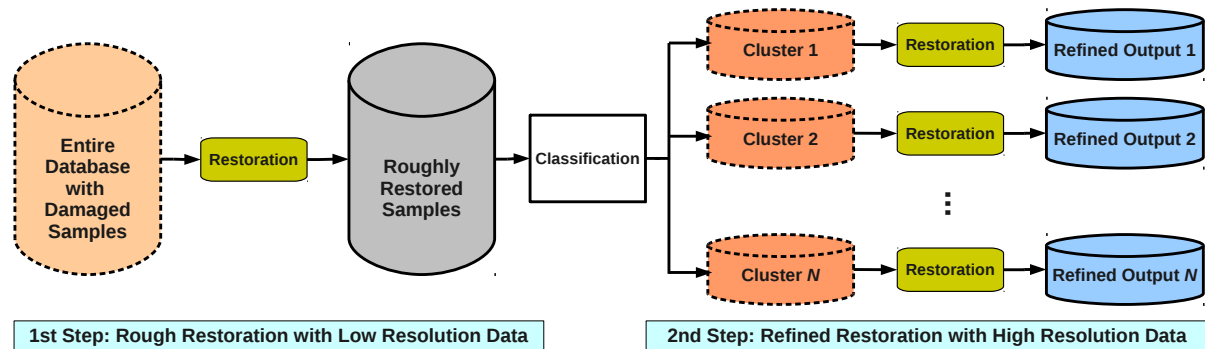 Entire
Database
with
Damaged
Samples
Restoration
Roughly
Restored
Samples
Classification
Cluster 1
Restoration
Refined Output 1
Cluster 2
Restoration
Refined Output 2
...
Cluster N
Restoration
Refined Output N
1st Step: Rough Restoration with Low Resolution Data
2nd Step: Refined Restoration with High Resolution Data